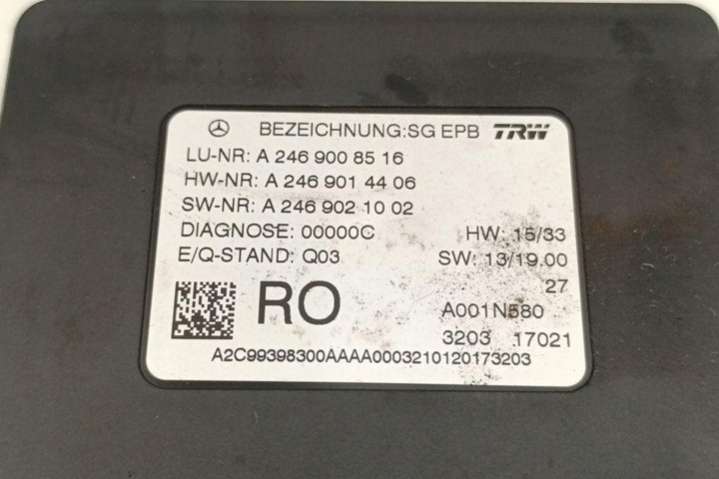 BEZEICHNUNG:SG EPB TRW
LU-NR: A 246 900 85 16
HW-NR: A 246 901 44 06
SW-NR: A 246 902 10 02
DIAGNOSE: 00000C HW: 15/33
E/Q-STAND: Q03 SW: 13/19.00
27
RO A001N580
3203 17021
A2C99398300AAAA0003210120173203